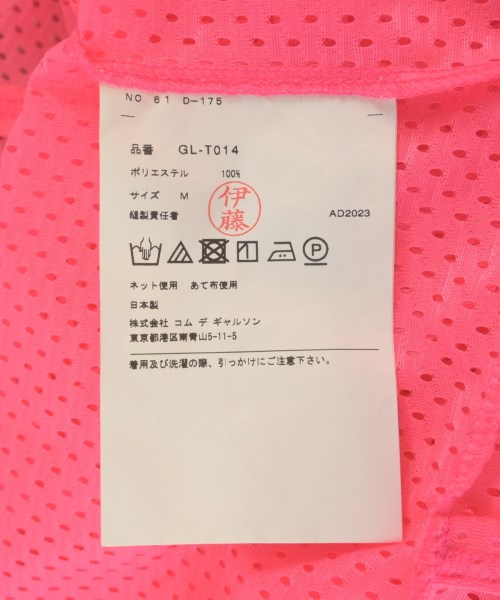 NO. 61 D-175
品番 GL-T014
ポリエステル 100%
サイズ M
縫製責任者 伊藤 AD2023
P
ネット使用 あて布使用
日本製
株式会社 コム デ ギャルソン
東京都港区南青山5-11-5
着用及び洗濯の際、引っかけにご注意下さい。